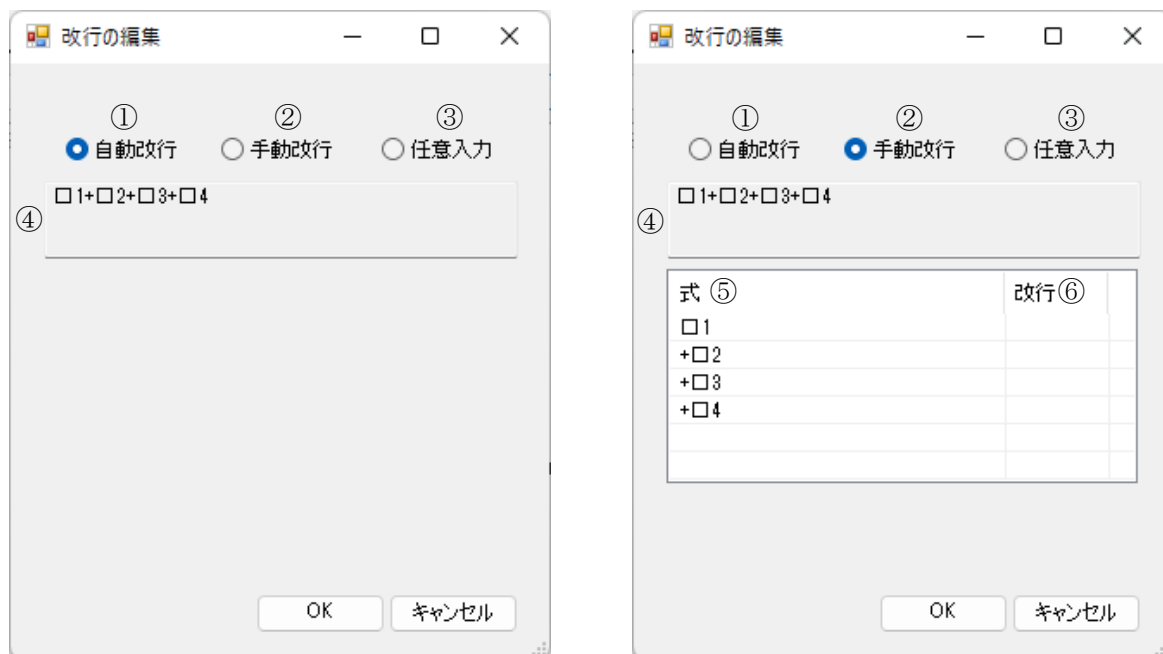 改行の編集
① ② ③
自動改行 手動改行 任意入力
④
□1+□2+□3+□4
OK キャンセル
改行の編集
① ② ③
自動改行 手動改行 任意入力
④
□1+□2+□3+□4
式 ⑤ 改行⑥
□1
+□2
+□3
+□4
OK キャンセル